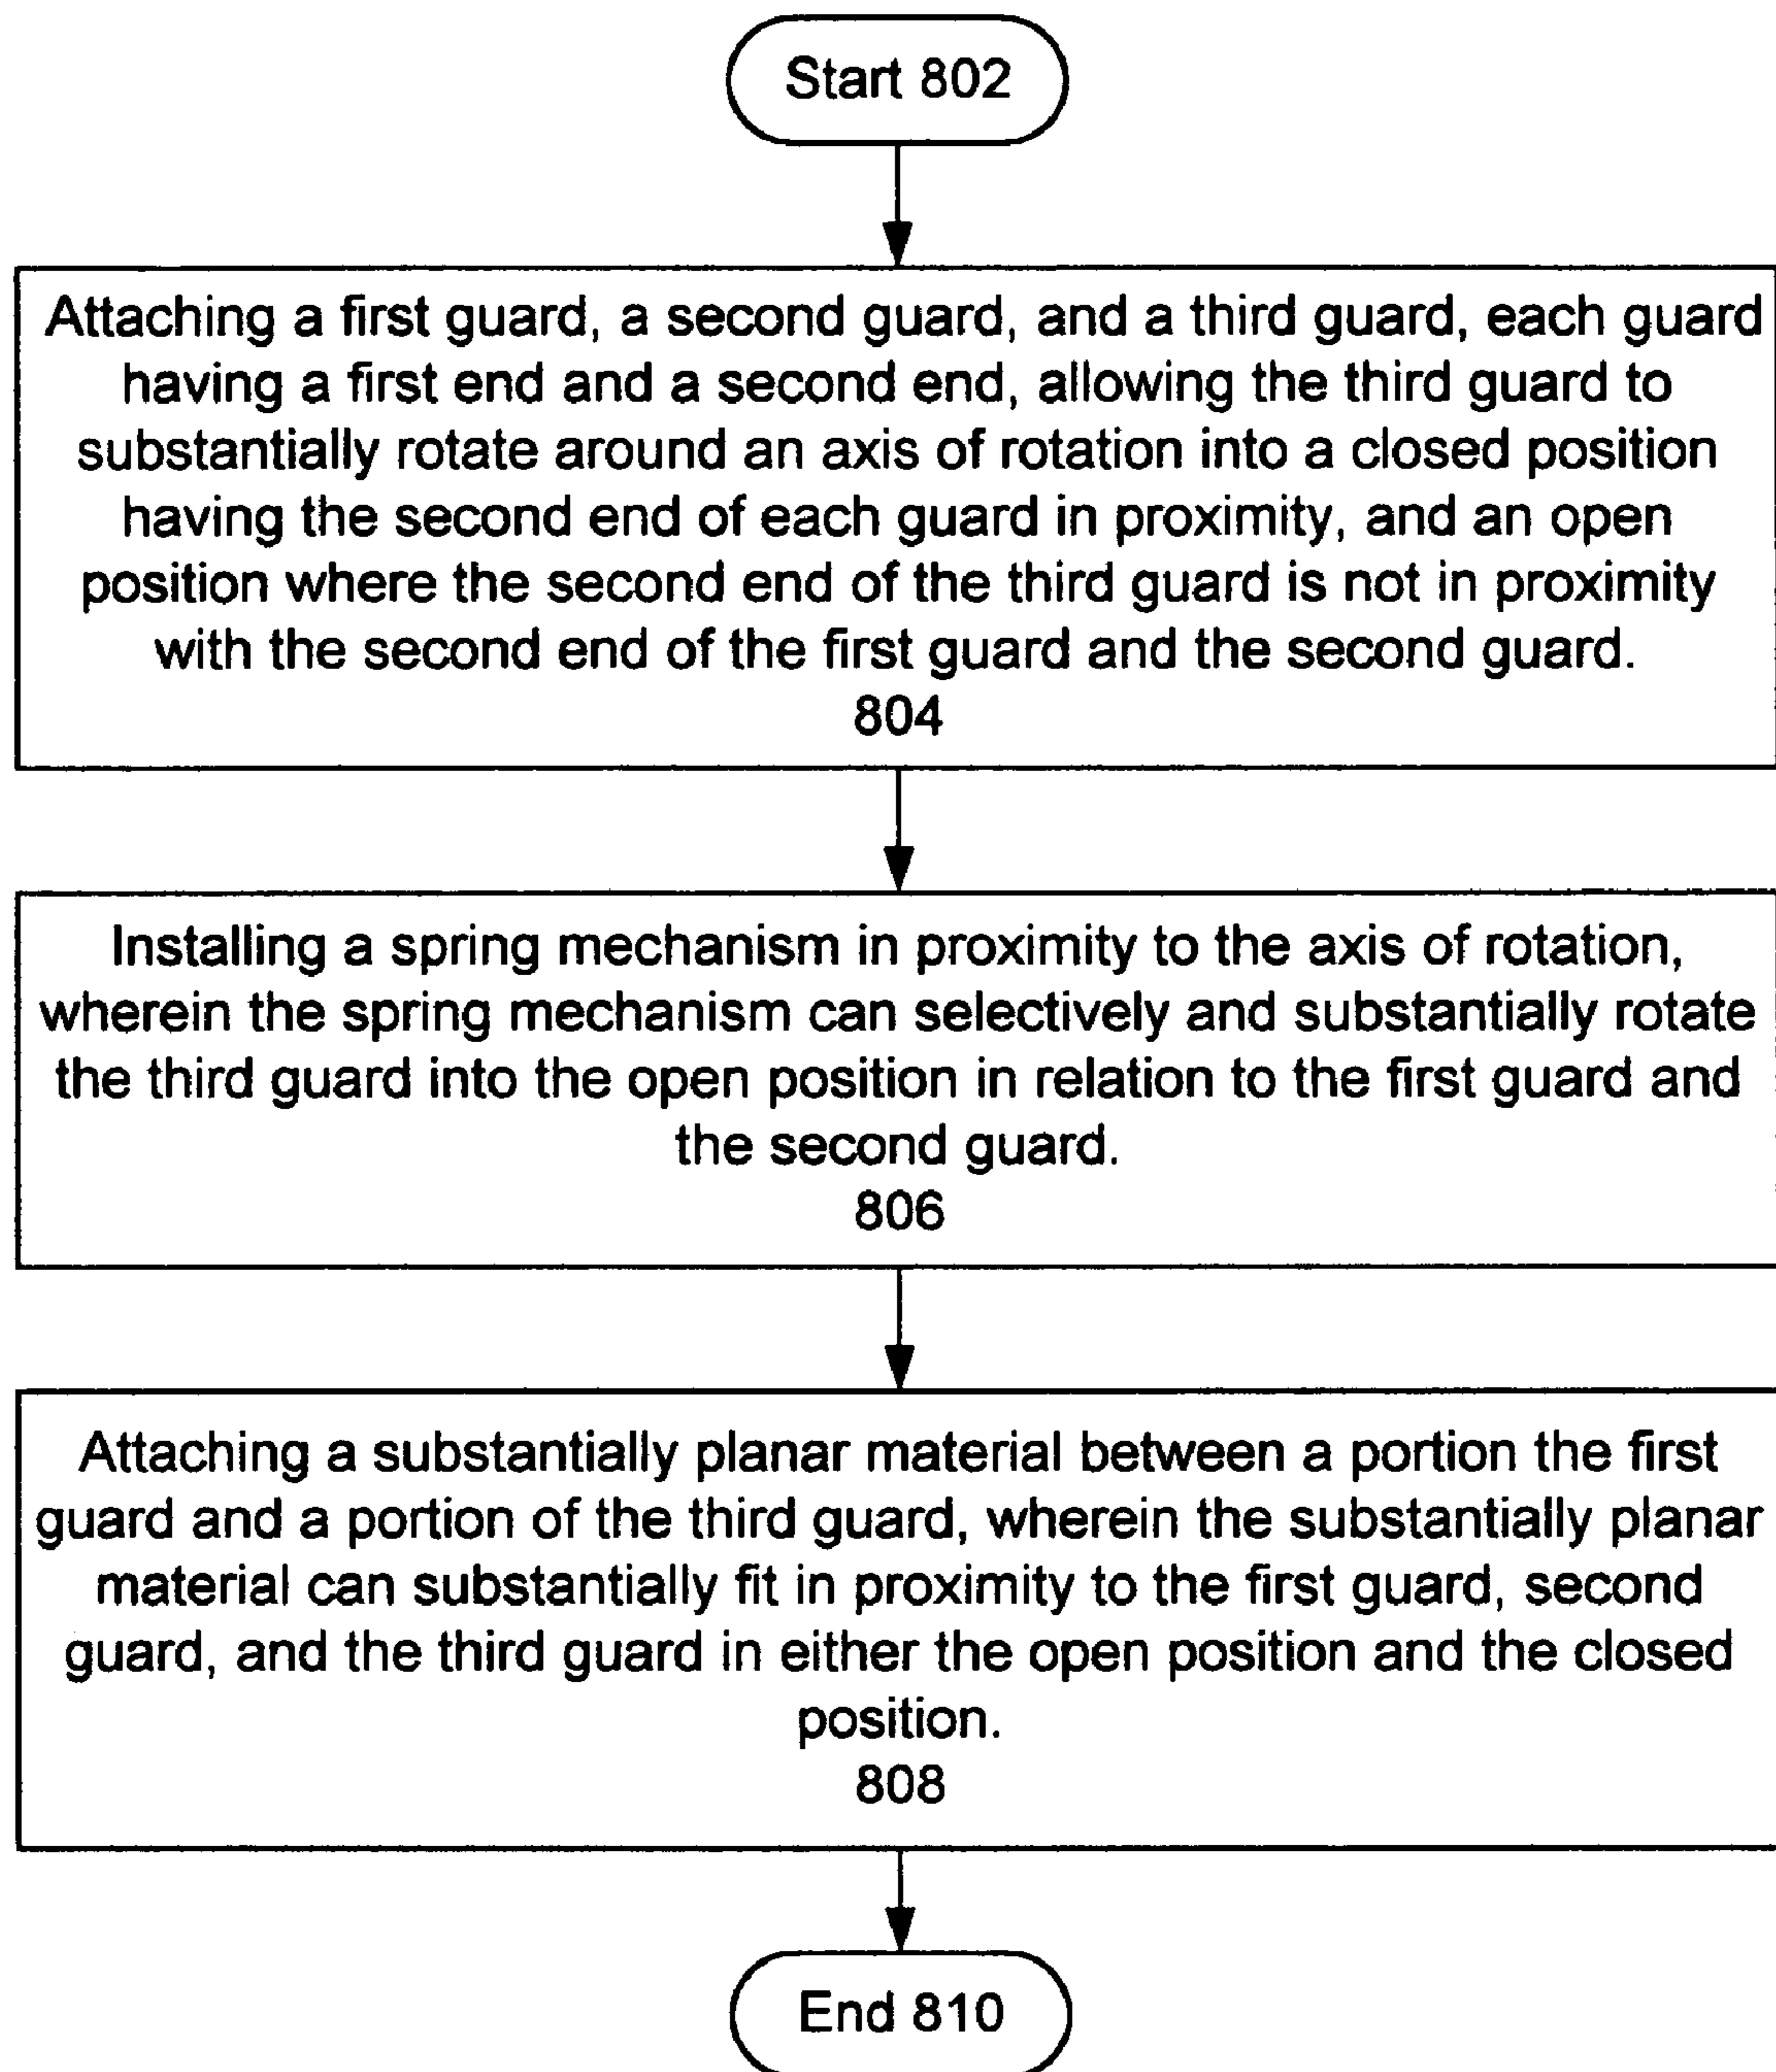 Start 802
Attaching a first guard, a second guard, and a third guard, each guard
having a first end and a second end, allowing the third guard to
substantially rotate around an axis of rotation into a closed position
having the second end of each guard in proximity, and an open
position where the second end of the third guard is not in proximity
with the second end of the first guard and the second guard.
804
Installing a spring mechanism in proximity to the axis of rotation,
wherein the spring mechanism can selectively and substantially rotate
the third guard into the open position in relation to the first guard and
the second guard.
806
Attaching a substantially planar material between a portion the first
guard and a portion of the third guard, wherein the substantially planar
material can substantially fit in proximity to the first guard, second
guard, and the third guard in either the open position and the closed
position.
808
End 810